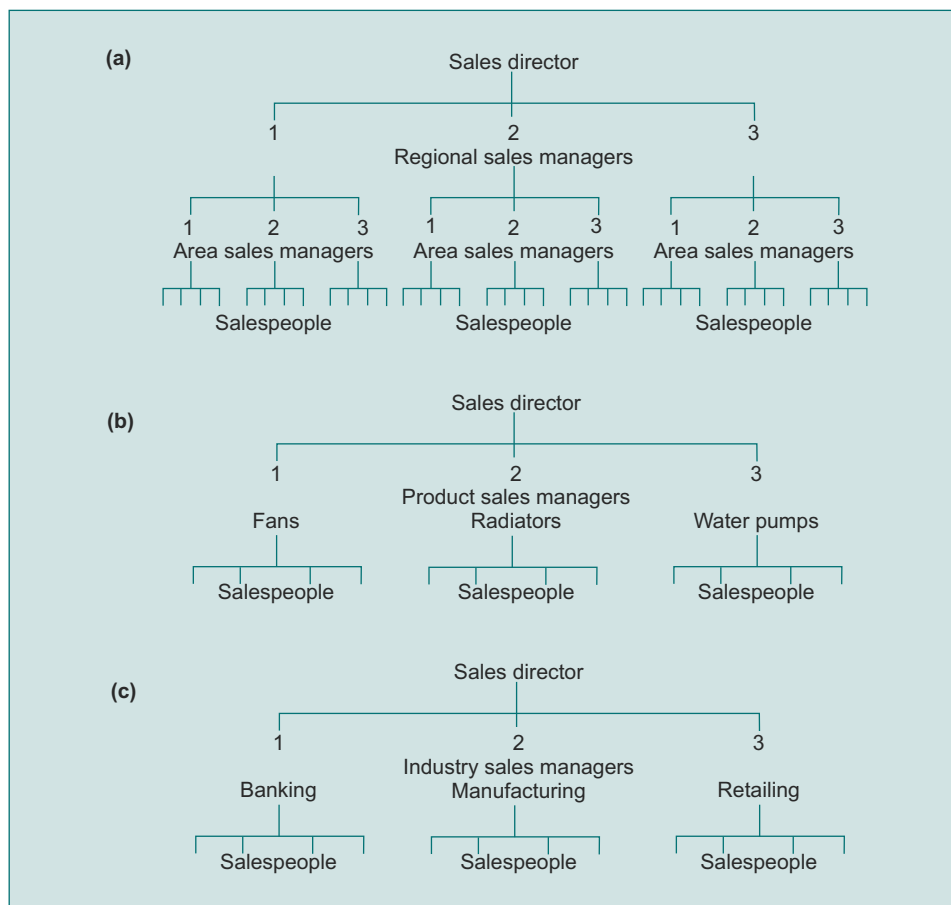 (a)
Sales director
1 2 3
Regional sales managers
1 2 3 1 2 3 1 2 3
Area sales managers Area sales managers Area sales managers
Salespeople Salespeople Salespeople
(b)
Sales director
1 2 3
Product sales managers
Fans Radiators Water pumps
Salespeople Salespeople Salespeople
(c)
Sales director
1 2 3
Industry sales managers
Banking Manufacturing Retailing
Salespeople Salespeople Salespeople